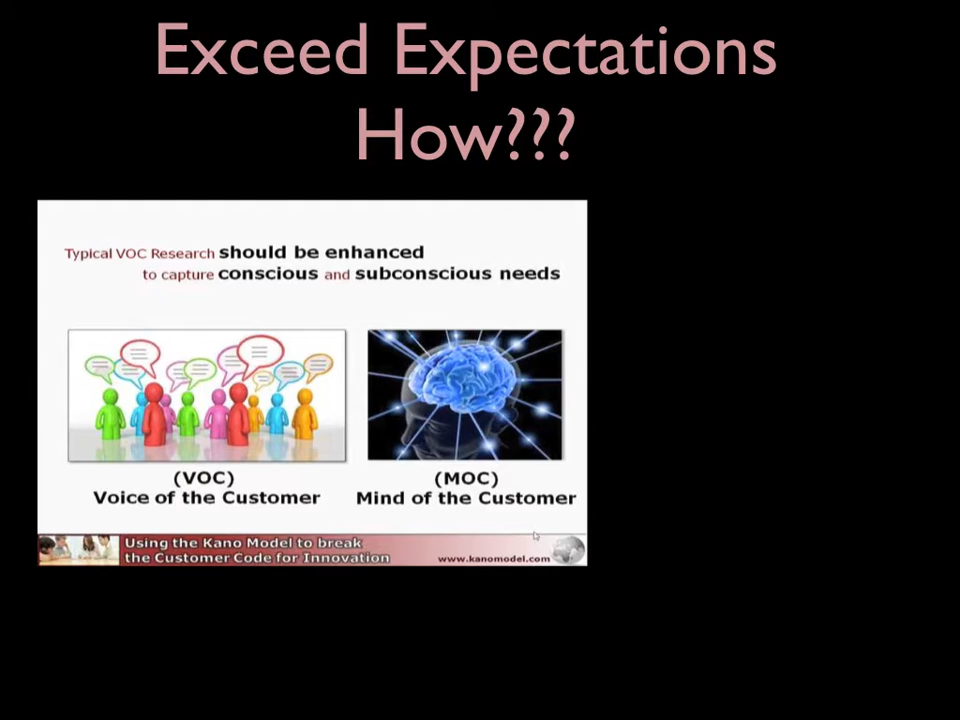 Exceed Expectations
How???
Typical VOC Research should be enhanced
to capture conscious and subconscious needs
(VOC)
Voice of the Customer
(MOC)
Mind of the Customer
Using the Kano Model to break
the Customer Code for Innovation
www.kanomodel.com